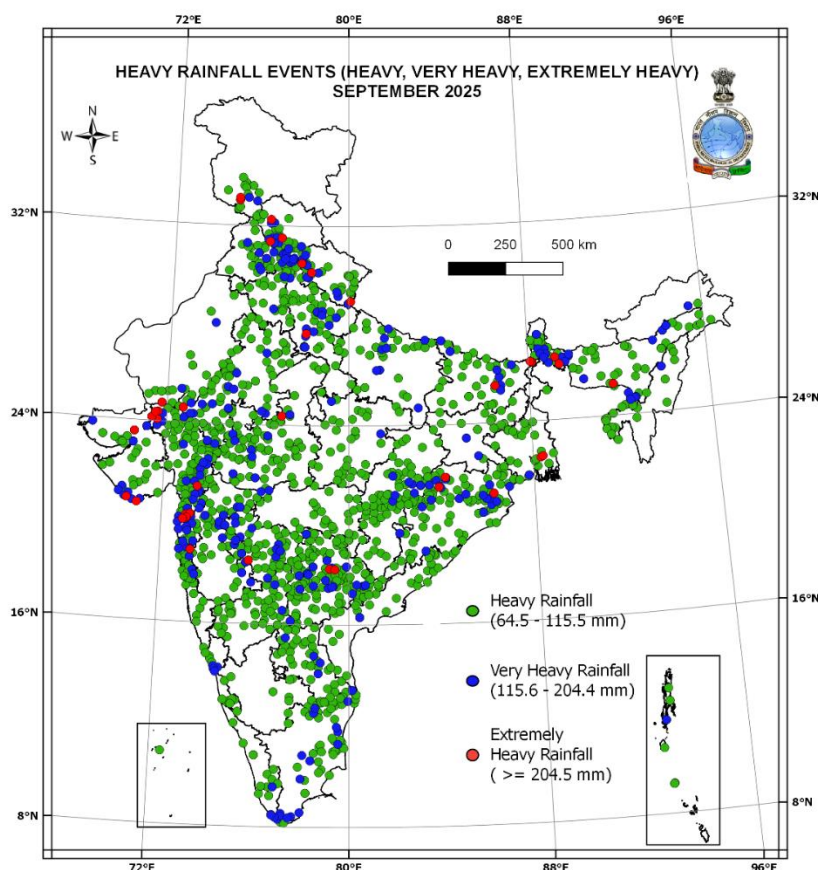 72°E 80°E 88°E 96°E
HEAVY RAINFALL EVENTS (HEAVY, VERY HEAVY, EXTREMELY HEAVY)
SEPTEMBER 2025
N
W E
S
32°N 32°N
0 250 500 km
24°N 24°N
16°N 16°N
Heavy Rainfall
(64.5 - 115.5 mm)
Very Heavy Rainfall
(115.6 - 204.4 mm)
Extremely
Heavy Rainfall
( >= 204.5 mm)
8°N 8°N
72°E 80°E 88°E 96°E